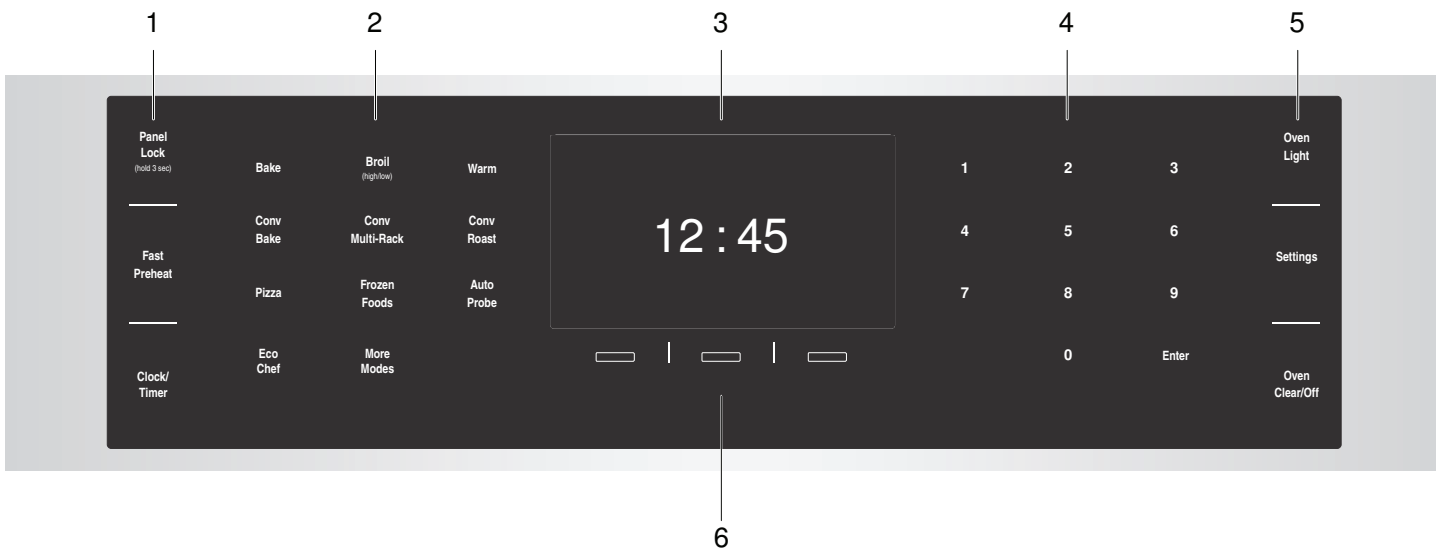 1
2
3
4
5
Panel
Lock
(hold 3 sec)
Fast
Preheat
Clock/
Timer
Bake
Broil
(high/low)
Warm
Conv
Bake
Conv
Multi-Rack
Conv
Roast
Pizza
Frozen
Foods
Auto
Probe
Eco
Chef
More
Modes
12 : 45
1
2
3
4
5
6
7
8
9
0
Enter
Oven
Light
Settings
Oven
Clear/Off
6